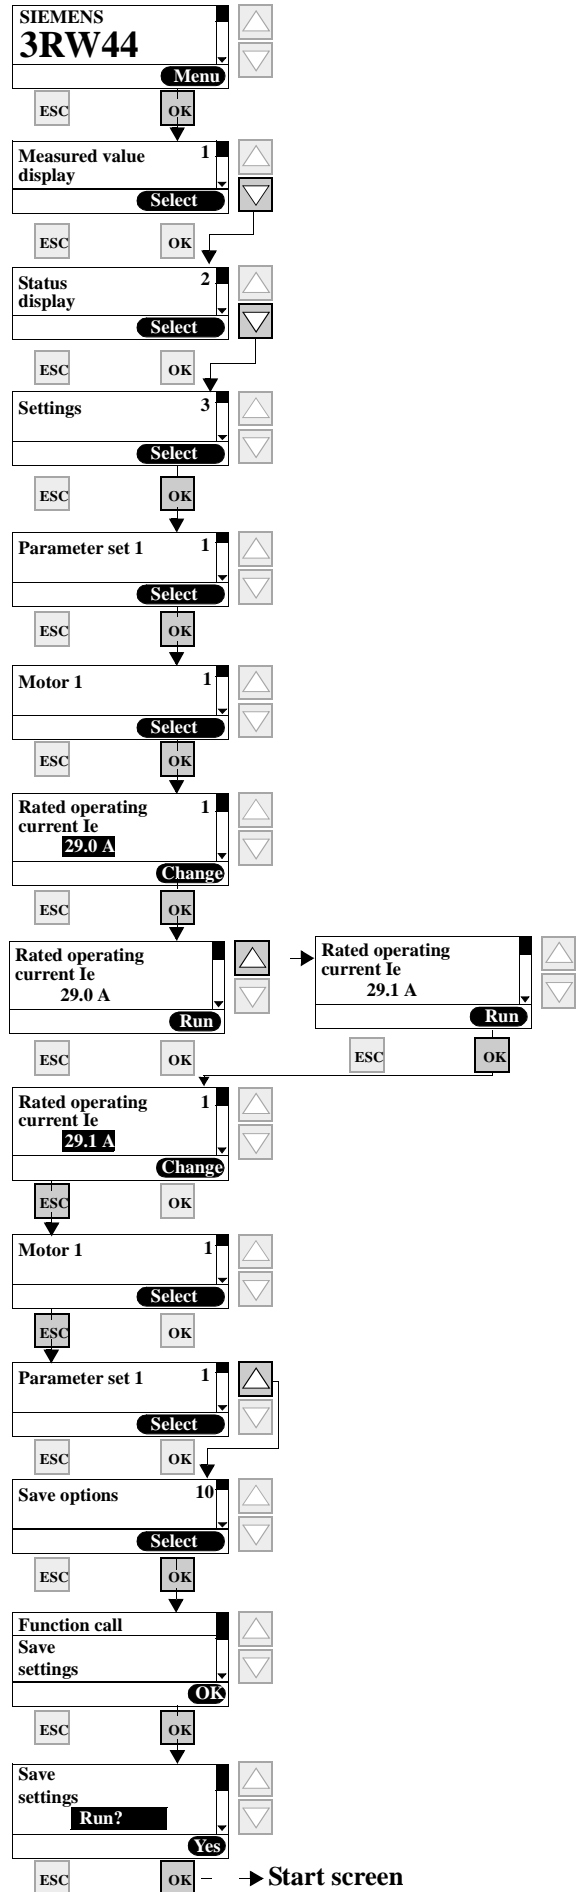 SIEMENS
3RW44
Menu
ESC OK
Measured value 1
display
Select
ESC OK
Status 2
display
Select
ESC OK
Settings 3
Select
ESC OK
Parameter set 1 1
Select
ESC OK
Motor 1 1
Select
ESC OK
Rated operating 1
current Ie
29.0 A
Change
ESC OK
Rated operating
current Ie
29.0 A
Run
ESC OK
Rated operating
current Ie
29.1 A
Run
ESC OK
Rated operating 1
current Ie
29.1 A
Change
ESC OK
Motor 1 1
Select
ESC OK
Parameter set 1 1
Select
ESC OK
Save options 10
Select
ESC OK
Function call
Save
settings
OK
ESC OK
Save
settings
Run?
Yes
ESC OK Start screen